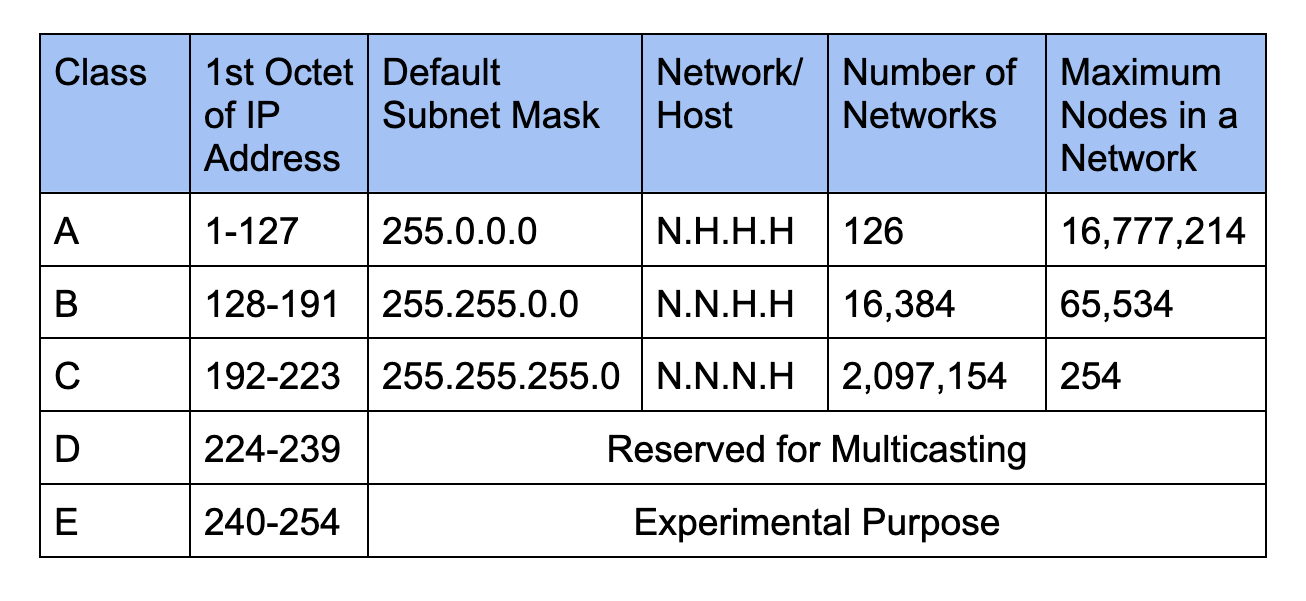 Class 1st Octet of IP Address Default Subnet Mask Network/ Host Number of Networks Maximum Nodes in a Network
A 1-127 255.0.0.0 N.H.H.H 126 16,777,214
B 128-191 255.255.0.0 N.N.H.H 16,384 65,534
C 192-223 255.255.255.0 N.N.N.H 2,097,154 254
D 224-239 Reserved for Multicasting
E 240-254 Experimental Purpose